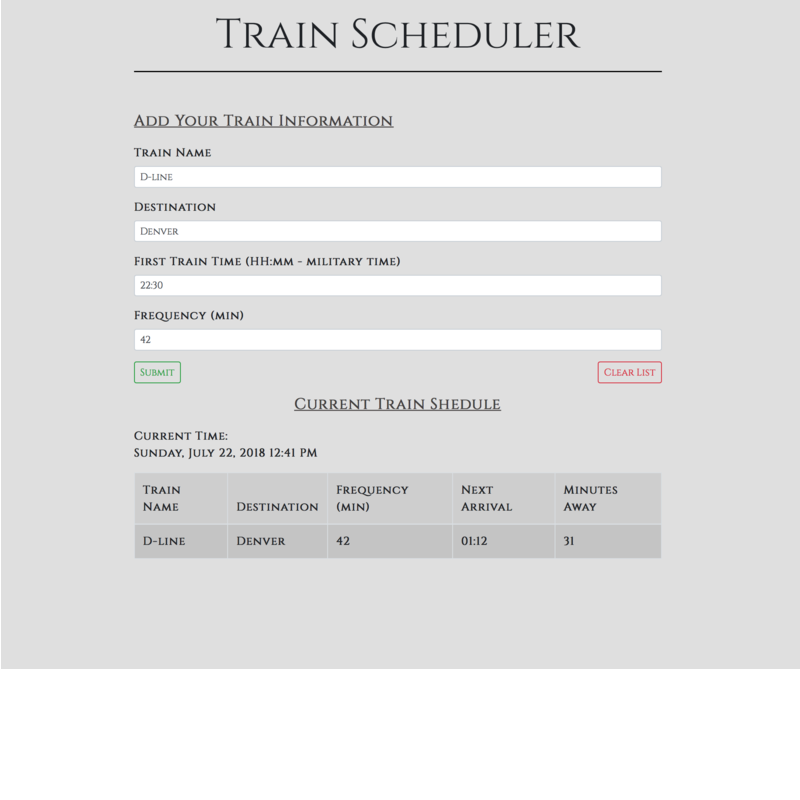 Train Scheduler
Add Your Train Information
Train Name
D-line
Destination
Denver
First Train Time (HH:mm - military time)
22:30
Frequency (min)
42
Submit
Clear List
Current Train Shedule
Current Time:
Sunday, July 22, 2018 12:41 PM
Train Name
Destination
Frequency (min)
Next Arrival
Minutes Away
D-line
Denver
42
01:12
31